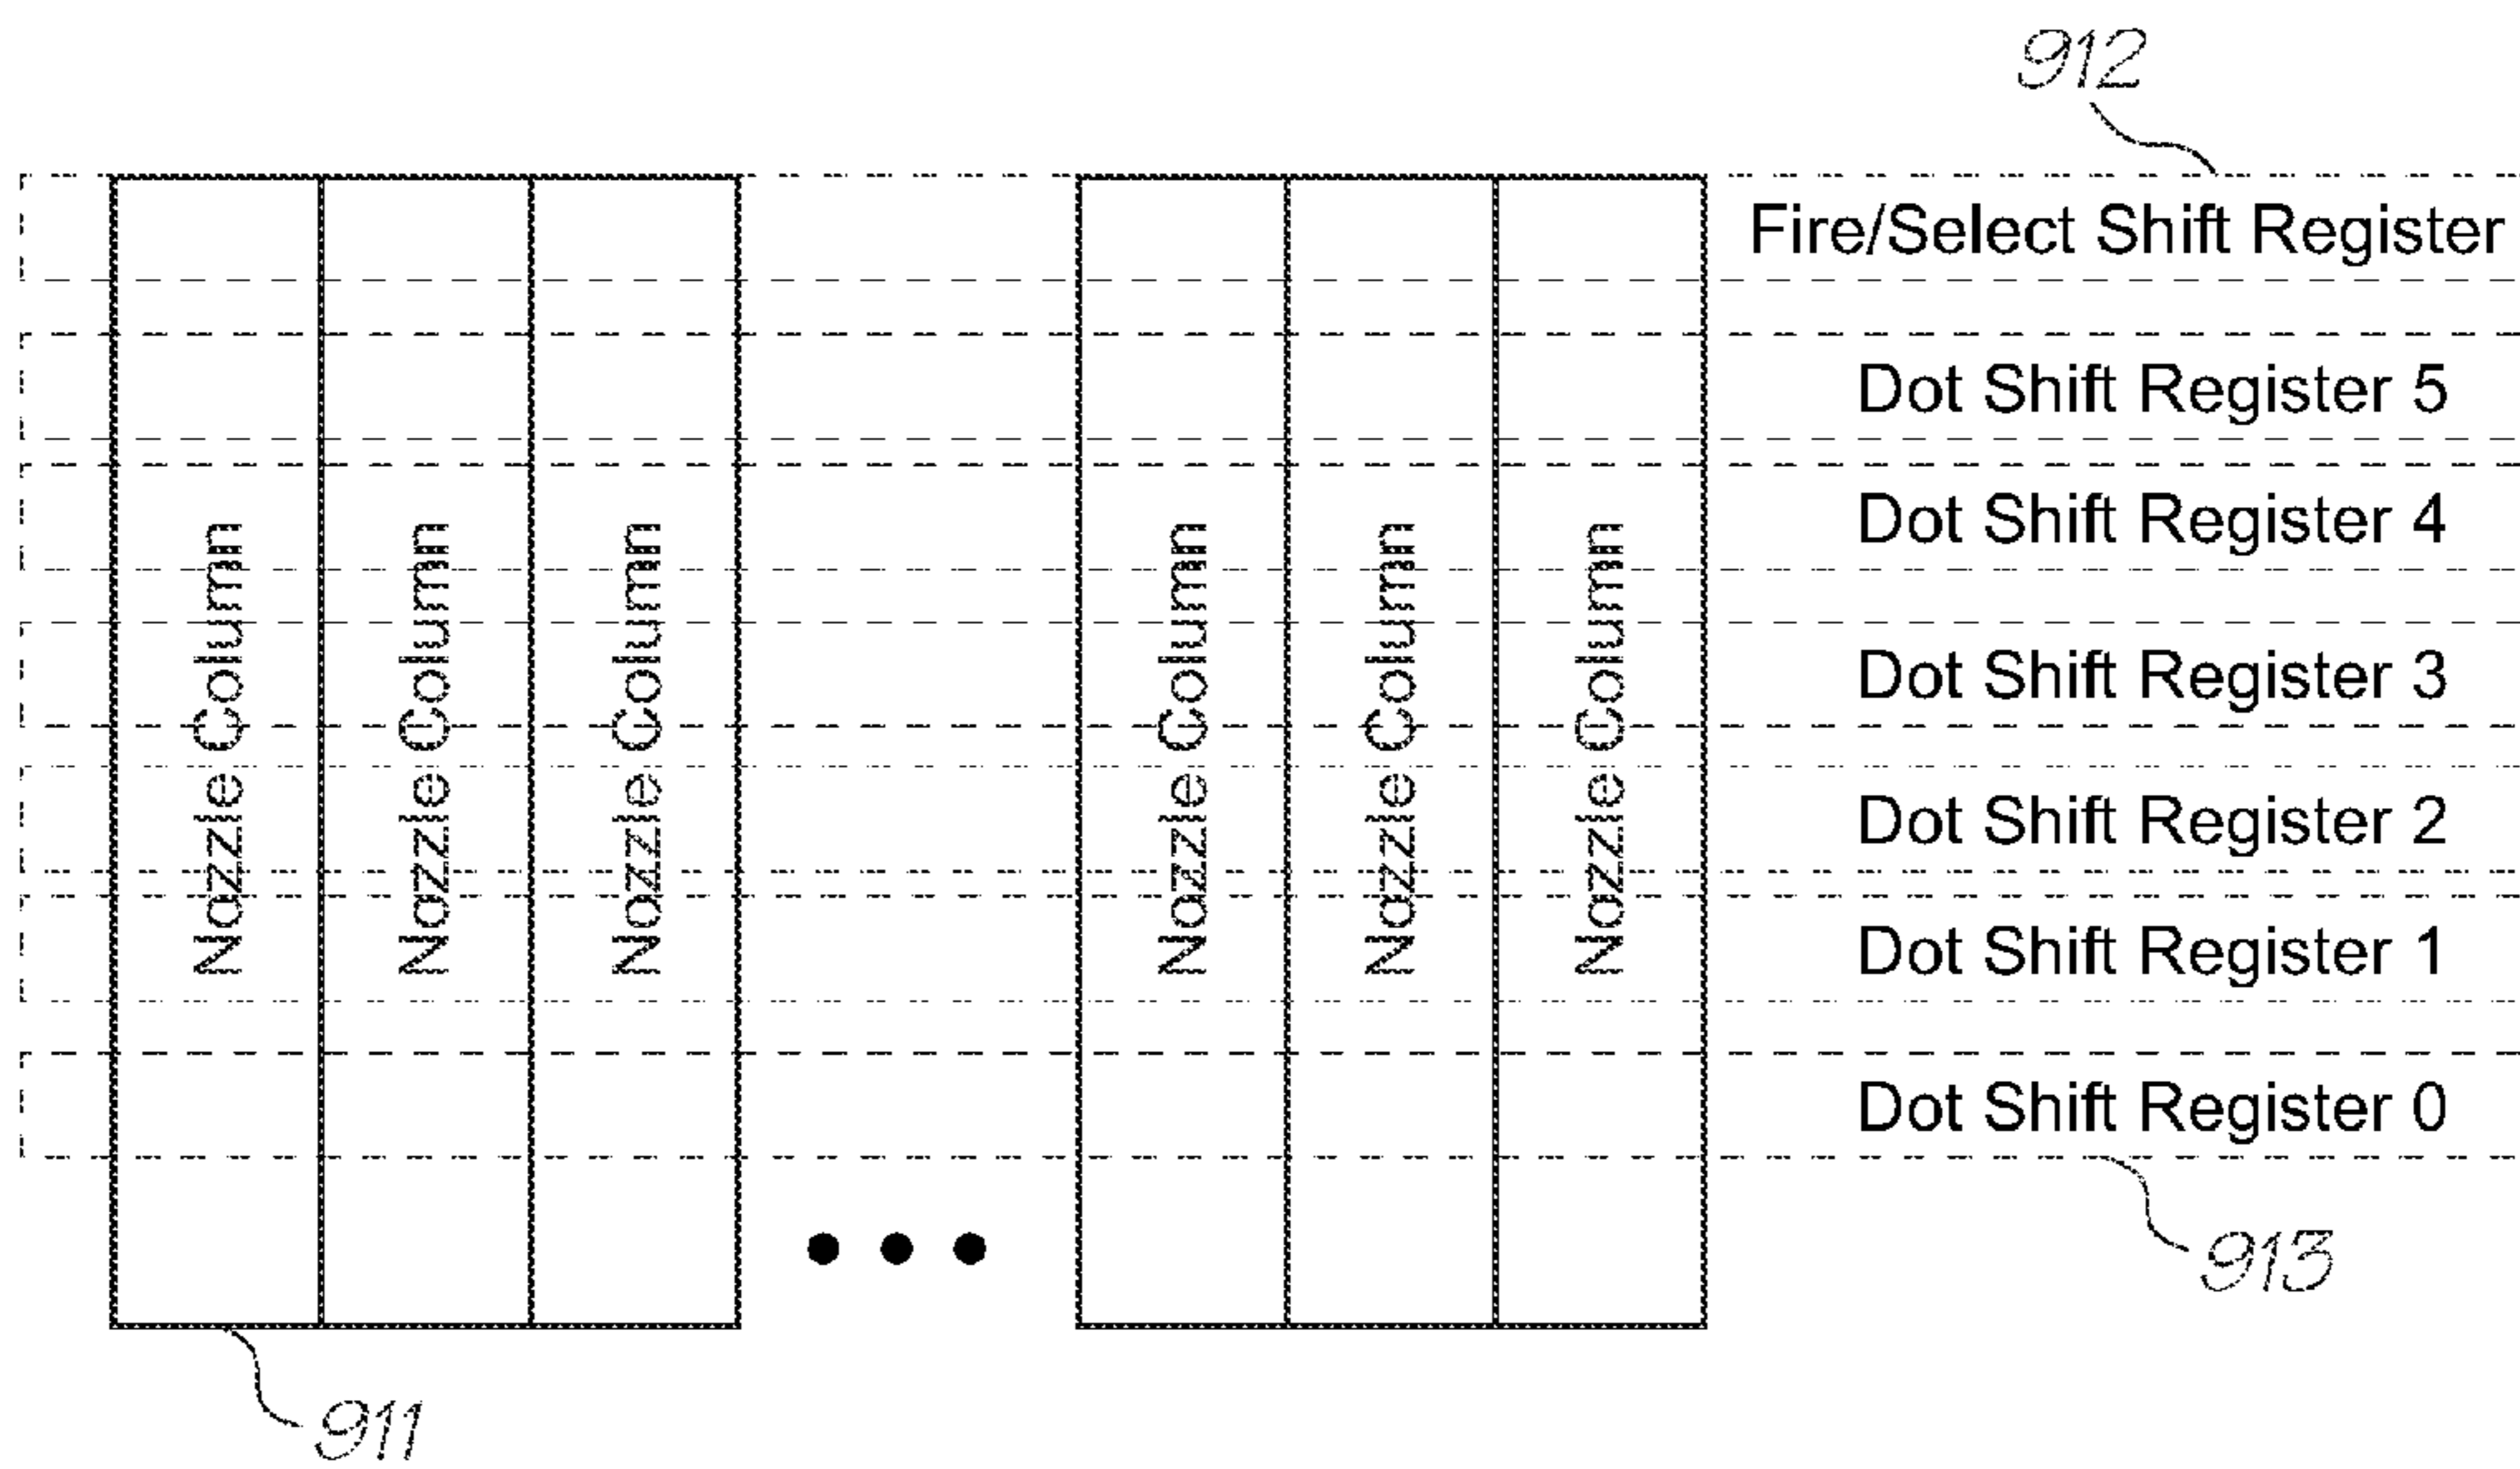 912
Fire/Select Shift Register
Dot Shift Register 5
Dot Shift Register 4
Dot Shift Register 3
Dot Shift Register 2
Dot Shift Register 1
Dot Shift Register 0
Nozzle Column
Nozzle Column
Nozzle Column
Nozzle Column
Nozzle Column
Nozzle Column
913
911